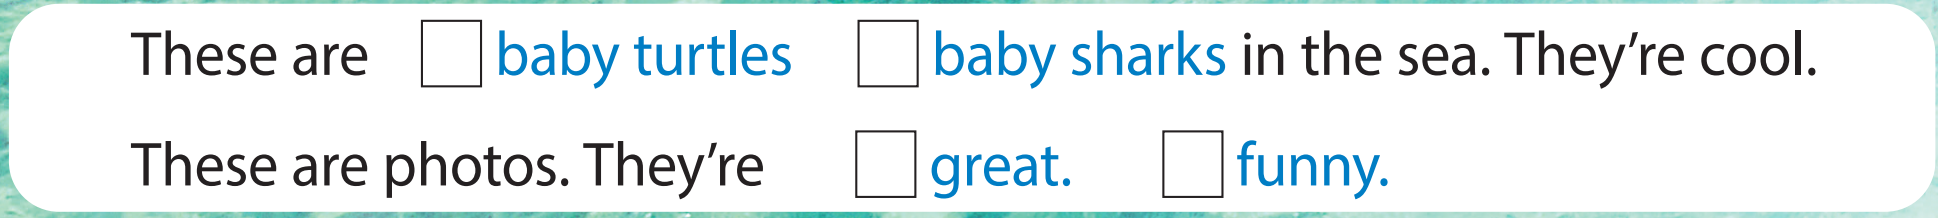 These are baby turtles baby sharks in the sea. They're cool.
These are photos. They're great. funny.